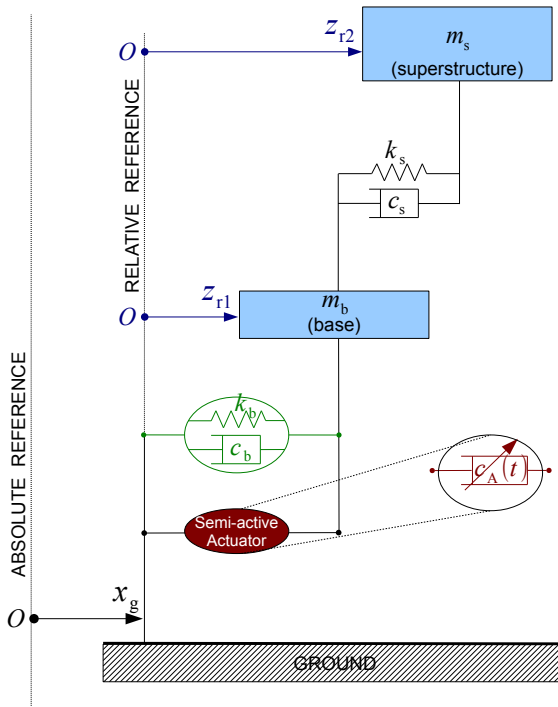 z_r2
O
m_s
(superstructure)
k_s
c_s
RELATIVE REFERENCE
z_r1
O
m_b
(base)
k_b
c_b
c_A(t)
Semi-active
Actuator
ABSOLUTE REFERENCE
x_g
O
GROUND